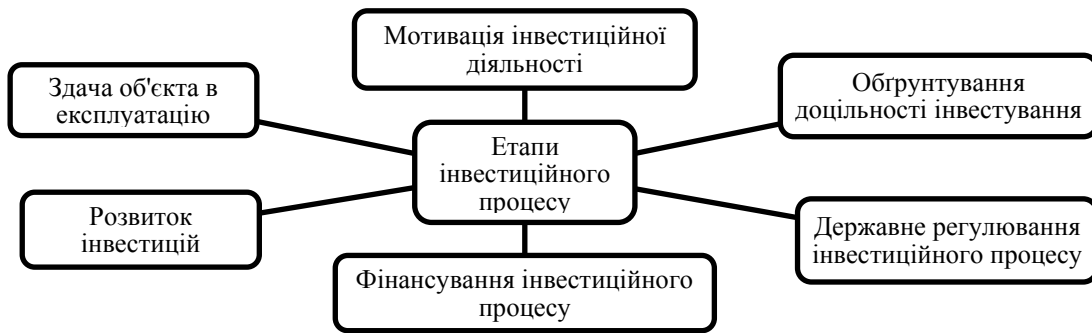 Мотивація інвестиційної
діяльності
Здача об'єкта в
експлуатацію
Обґрунтування
доцільності інвестування
Етапи
інвестиційного
процесу
Розвиток
інвестицій
Державне регулювання
інвестиційного процесу
Фінансування інвестиційного
процесу